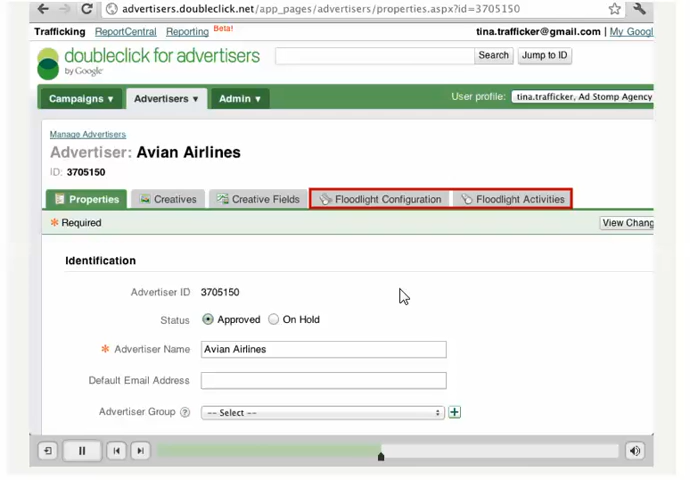 advertisers.doubleclick.net/app_pages/advertisers/properties.aspx?id=3705150
Trafficking ReportCentral Reporting Beta! tina.trafficker@gmail.com | My Googl
doubleclick for advertisers
by Google
Search Jump to ID
Campaigns Advertisers Admin User profile: tina.trafficker, Ad Stomp Agency
Manage Advertisers
Advertiser: Avian Airlines
ID: 3705150
Properties Creatives Creative Fields Floodlight Configuration Floodlight Activities
* Required View Chang
Identification
Advertiser ID 3705150
Status Approved On Hold
* Advertiser Name Avian Airlines
Default Email Address
Advertiser Group ? -- Select --